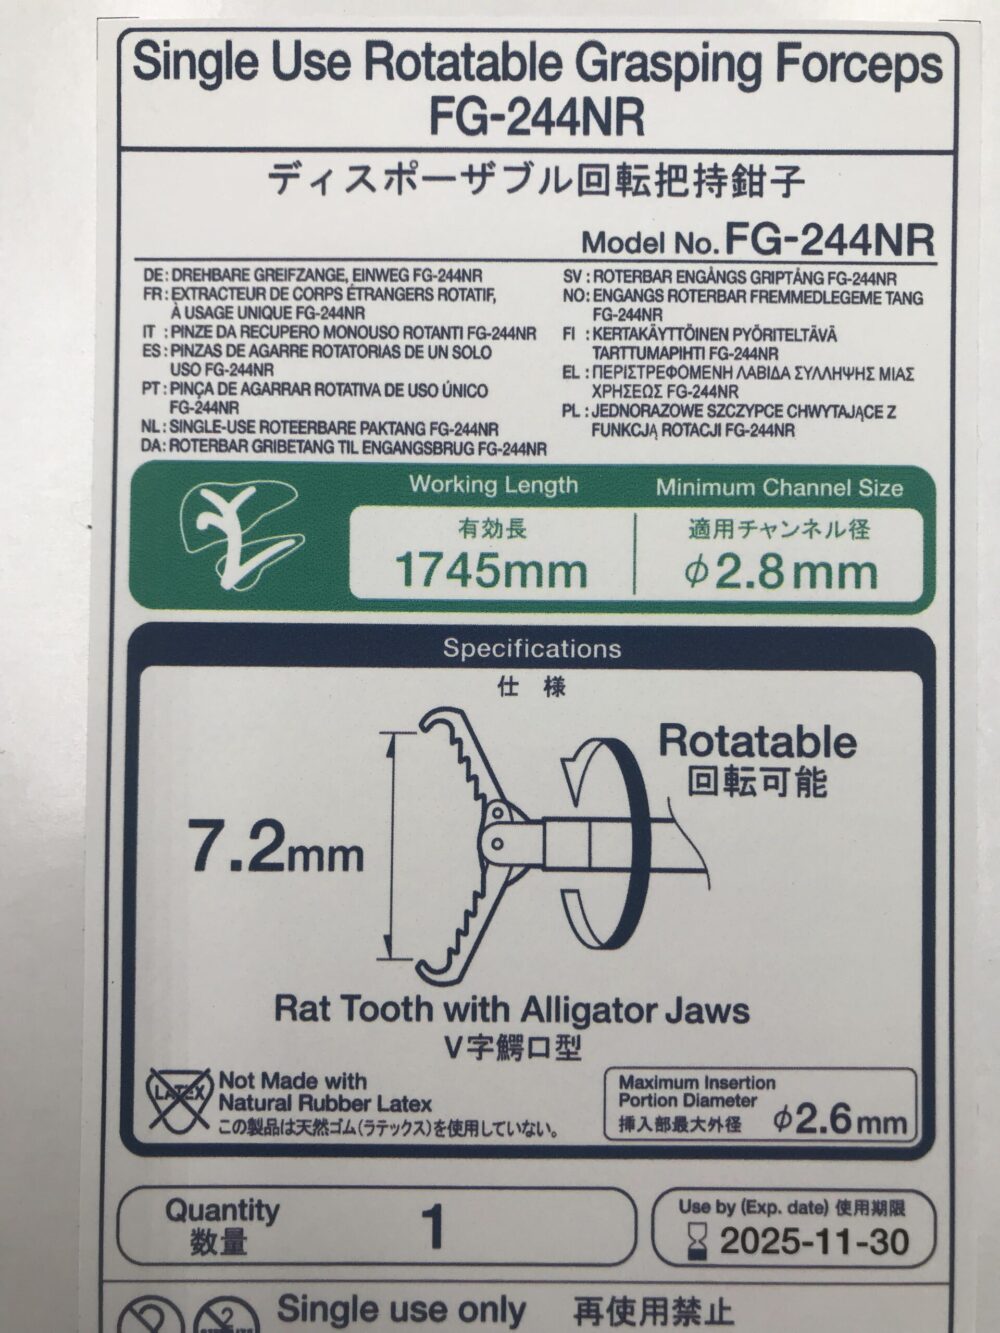 Single Use Rotatable Grasping Forceps
FG-244NR
ディスポーザブル回転把持鉗子
Model No. FG-244NR
DE: DREHBARE GREIFZANGE, EINWEG FG-244NR
FR: EXTRACTEUR DE CORPS ÉTRANGERS ROTATIF,
À USAGE UNIQUE FG-244NR
IT : PINZE DA RECUPERO MONOUSO ROTANTI FG-244NR
ES: PINZAS DE AGARRE ROTATORIAS DE UN SOLO
USO FG-244NR
PT: PINÇA DE AGARRAR ROTATIVA DE USO ÚNICO
FG-244NR
NL: SINGLE-USE ROTEERBARE PAKTANG FG-244NR
DA: ROTERBAR GRIBETANG TIL ENGANGSBRUG FG-244NR
SV : ROTERBAR ENGÅNGS GRIPTÅNG FG-244NR
NO: ENGANGS ROTERBAR FREMMEDLEGEME TANG
FG-244NR
FI : KERTAKÄYTTÖINEN PYÖRITELTÄVÄ
TARTTUMAPIHTI FG-244NR
EL : ΠΕΡΙΣΤΡΕΦΟΜΕΝΗ ΛΑΒΙΔΑ ΣΥΛΛΗΨΗΣ ΜΙΑΣ
ΧΡΗΣΕΩΣ FG-244NR
PL : JEDNORAZOWE SZCZYPCE CHWYTAJĄCE Z
FUNKCJĄ ROTACJI FG-244NR
Working Length
有効長
1745mm
Minimum Channel Size
適用チャンネル径
φ2.8mm
Specifications
仕 様
Rotatable
回転可能
7.2mm
Rat Tooth with Alligator Jaws
V字鰐口型
LATEX
Not Made with
Natural Rubber Latex
この製品は天然ゴム(ラテックス)を使用していない。
Maximum Insertion
Portion Diameter
挿入部最大外径
φ2.6mm
Quantity
数量
1
Use by (Exp. date) 使用期限
2025-11-30
2
Single use only 再使用禁止